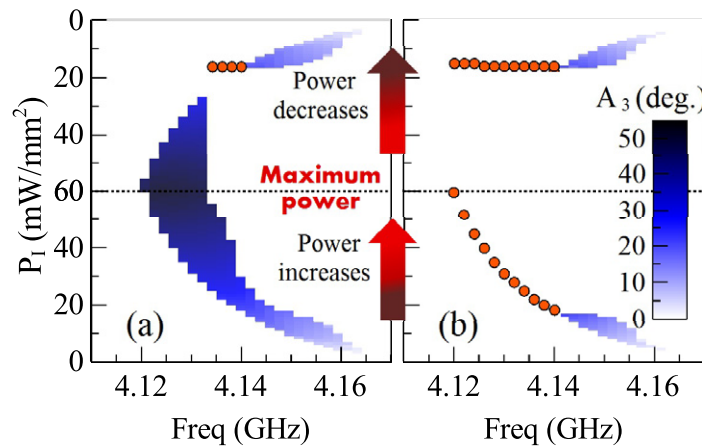 0
20
40
60
40
20
0
P_I (mW/mm²)
Power
decreases
Maximum
power
Power
increases
(a)
4.12
4.14
4.16
Freq (GHz)
A₃ (deg.)
50
40
30
20
10
0
(b)
4.12
4.14
4.16
Freq (GHz)